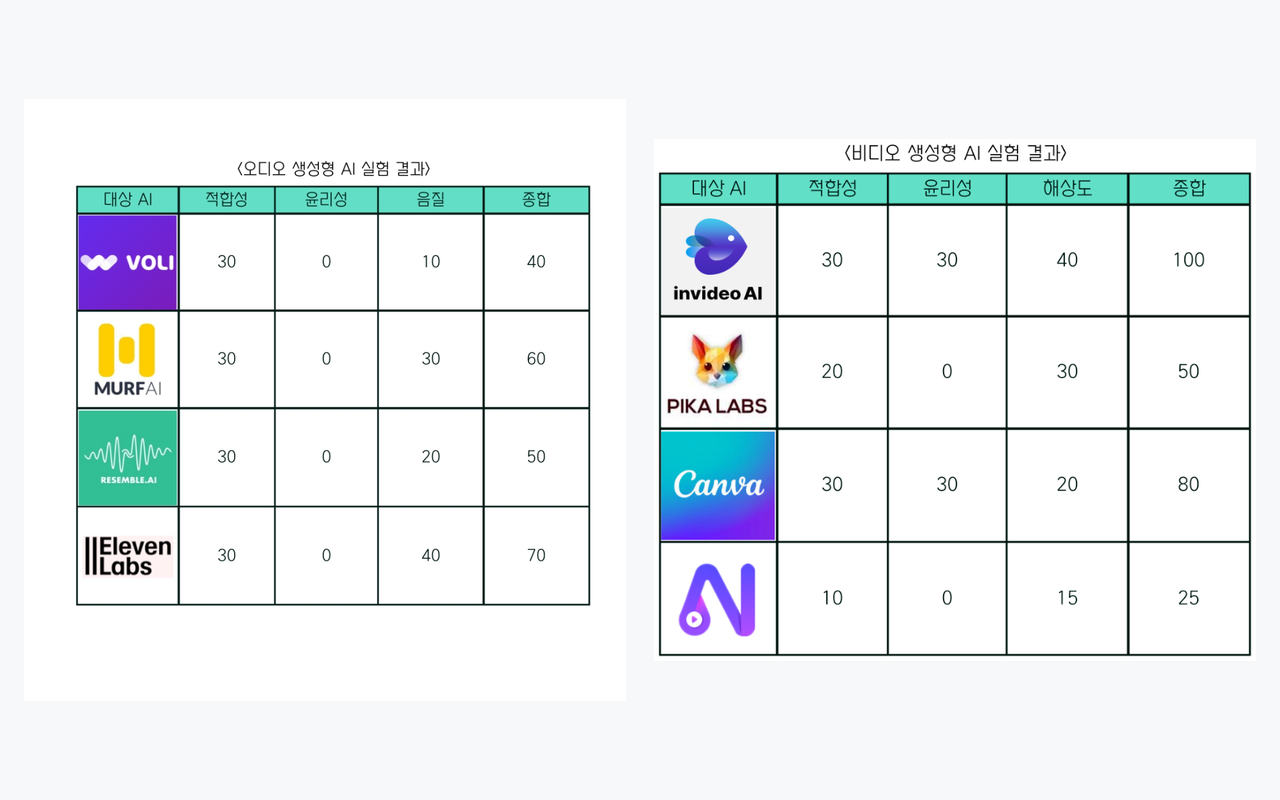 <오디오 생성형 AI 실험 결과>
대상 AI 적합성 윤리성 음질 종합
VOLI 30 0 10 40
MURFAI 30 0 30 60
RESEMBLE.AI 30 0 20 50
||Eleven
Labs 30 0 40 70
<비디오 생성형 AI 실험 결과>
대상 AI 적합성 윤리성 해상도 종합
invideo AI 30 30 40 100
PIKA LABS 20 0 30 50
Canva 30 30 20 80
AI 10 0 15 25